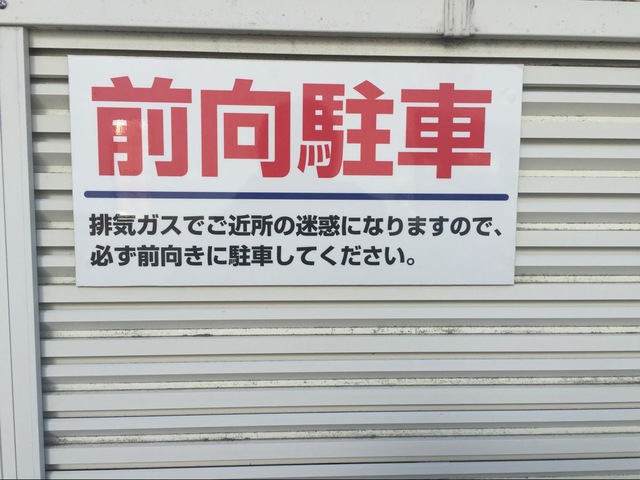 前向駐車
排気ガスでご近所の迷惑になりますので、
必ず前向きに駐車してください。